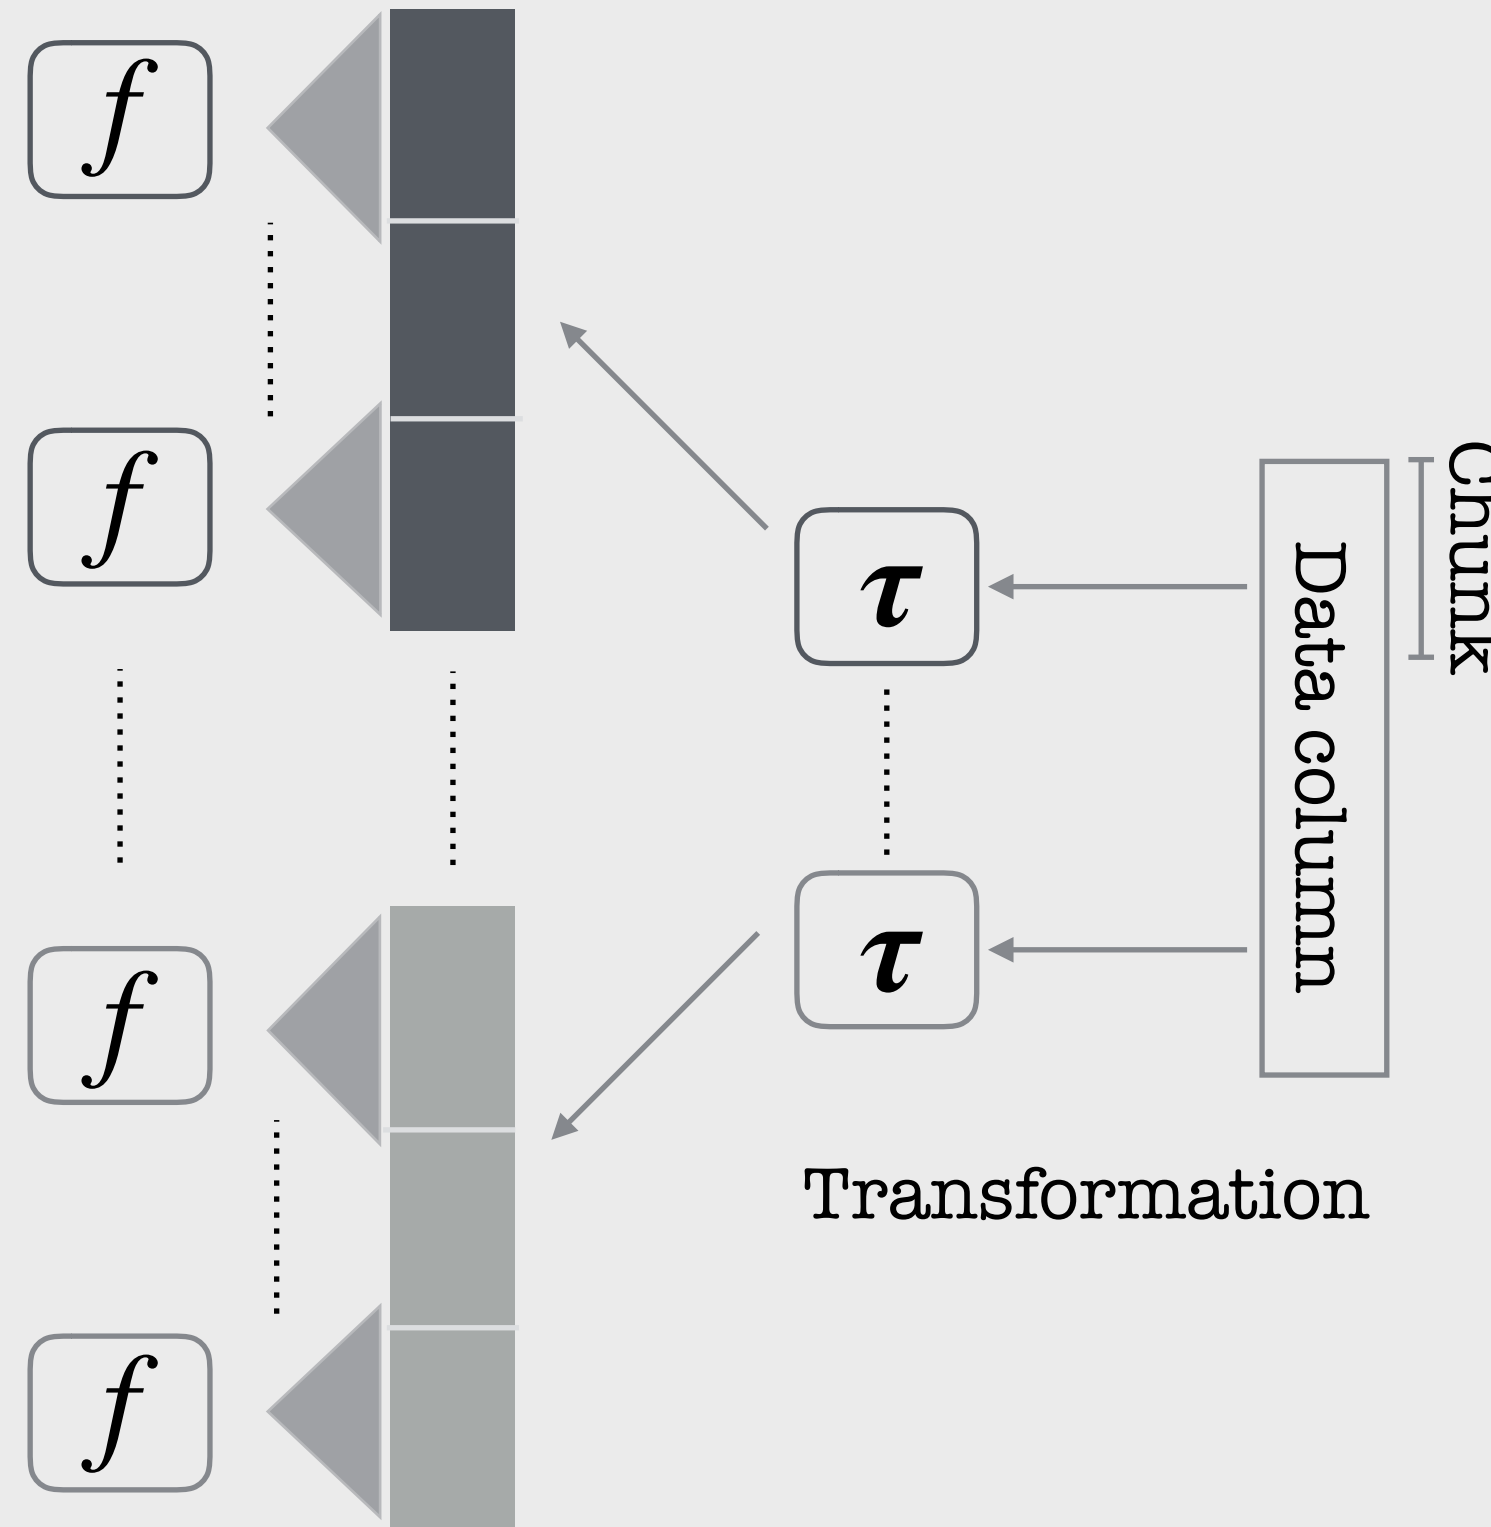 f
f
τ
Chunk
Data column
τ
f
Transformation
f